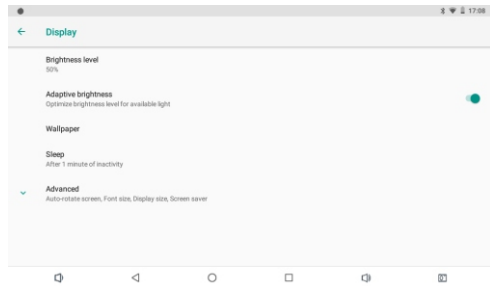 17:08
Display
Brightness level
50%
Adaptive brightness
Optimize brightness level for available light
Wallpaper
Sleep
After 1 minute of inactivity
Advanced
Auto-rotate screen, Font size, Display size, Screen saver